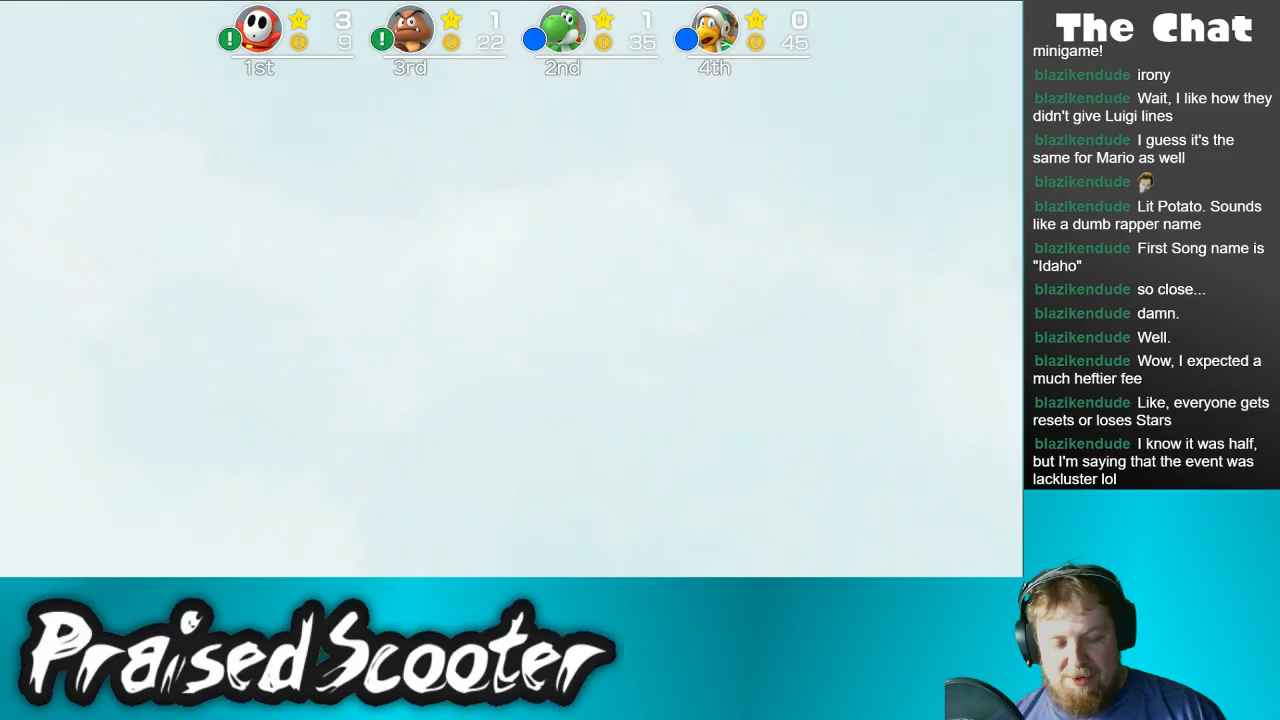 3 1 1 0
9 22 35 45
1st 3rd 2nd 4th
The Chat
minigame!
blazikendude irony
blazikendude Wait, I like how they
didn't give Luigi lines
blazikendude I guess it's the
same for Mario as well
blazikendude
blazikendude Lit Potato. Sounds
like a dumb rapper name
blazikendude First Song name is
"Idaho"
blazikendude so close...
blazikendude damn.
blazikendude Well.
blazikendude Wow, I expected a
much heftier fee
blazikendude Like, everyone gets
resets or loses Stars
blazikendude I know it was half,
but I'm saying that the event was
lackluster lol
PraisedScooter